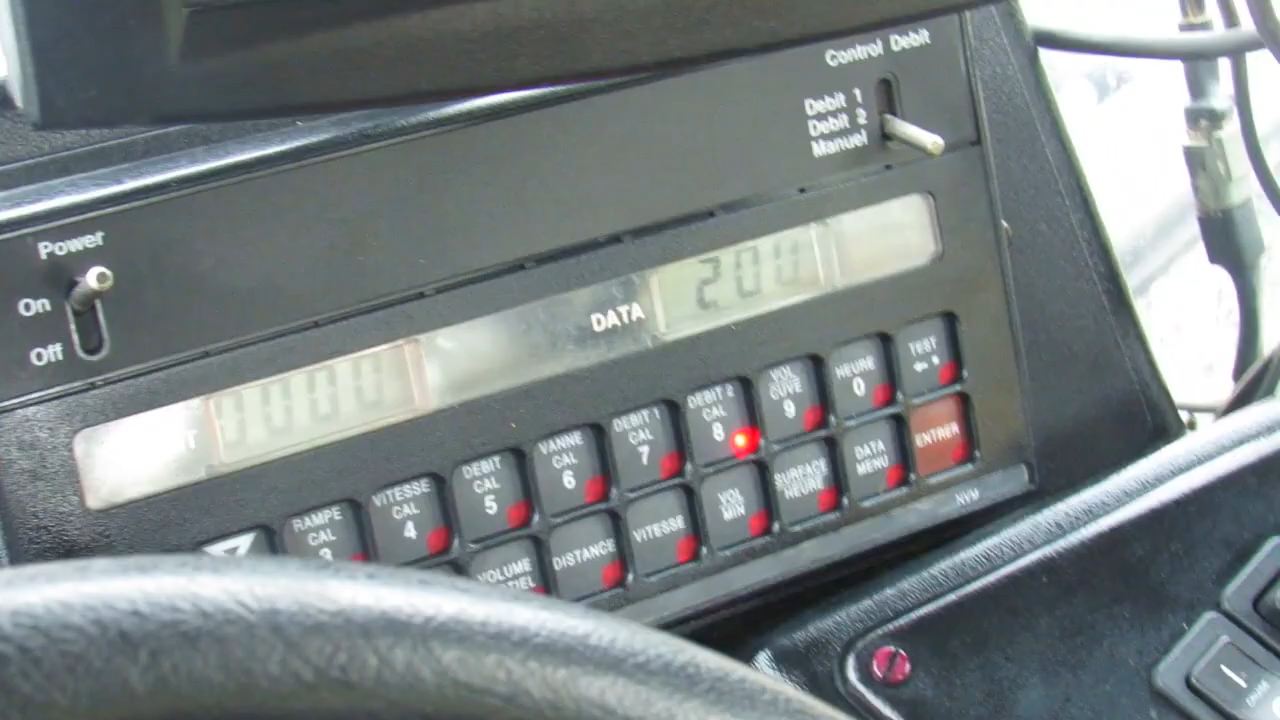 Control Debit
Debit 1
Debit 2
Manuel
Power
On
Off
DATA
200
0000
TEST
HEURE
0
VOL
CUVE
9
DEBIT 2
CAL
8
DEBIT 1
CAL
7
VANNE
CAL
6
DEBIT
CAL
5
VITESSE
CAL
4
RAMPE
CAL
3
ENTRER
DATA
MENU
SURFACE
HEURE
VOL
MIN
VITESSE
DISTANCE
VOLUME